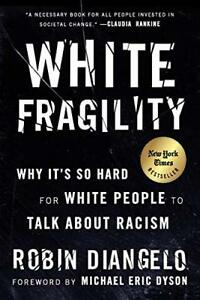 "A NECESSARY BOOK FOR ALL PEOPLE INVESTED IN
SOCIETAL CHANGE." —CLAUDIA RANKINE
WHITE
FRAGILITY
New York
Times
BESTSELLER
WHY IT'S SO HARD
FOR WHITE PEOPLE TO
TALK ABOUT RACISM
ROBIN DIANGELO
FOREWORD BY MICHAEL ERIC DYSON